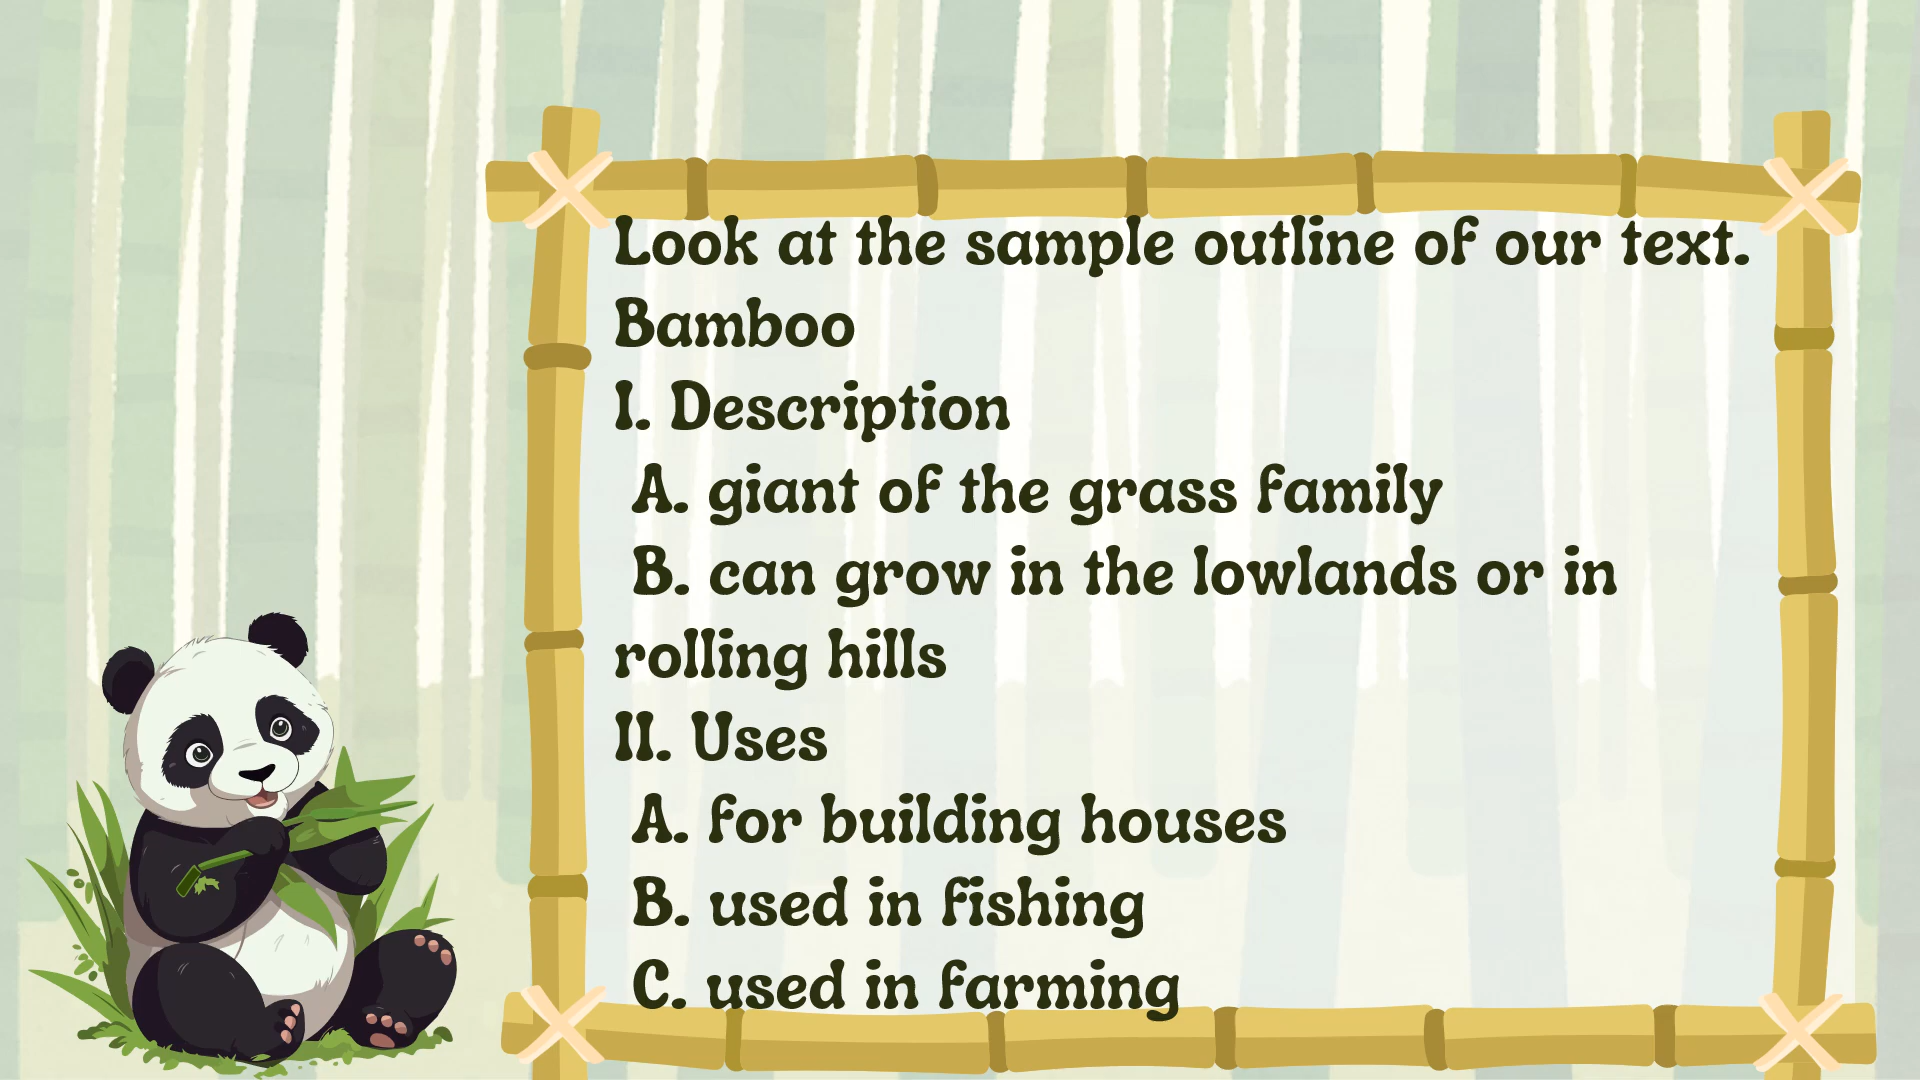 Look at the sample outline of our text.
Bamboo
I. Description
A. giant of the grass family
B. can grow in the lowlands or in
rolling hills
II. Uses
A. for building houses
B. used in fishing
C. used in farming